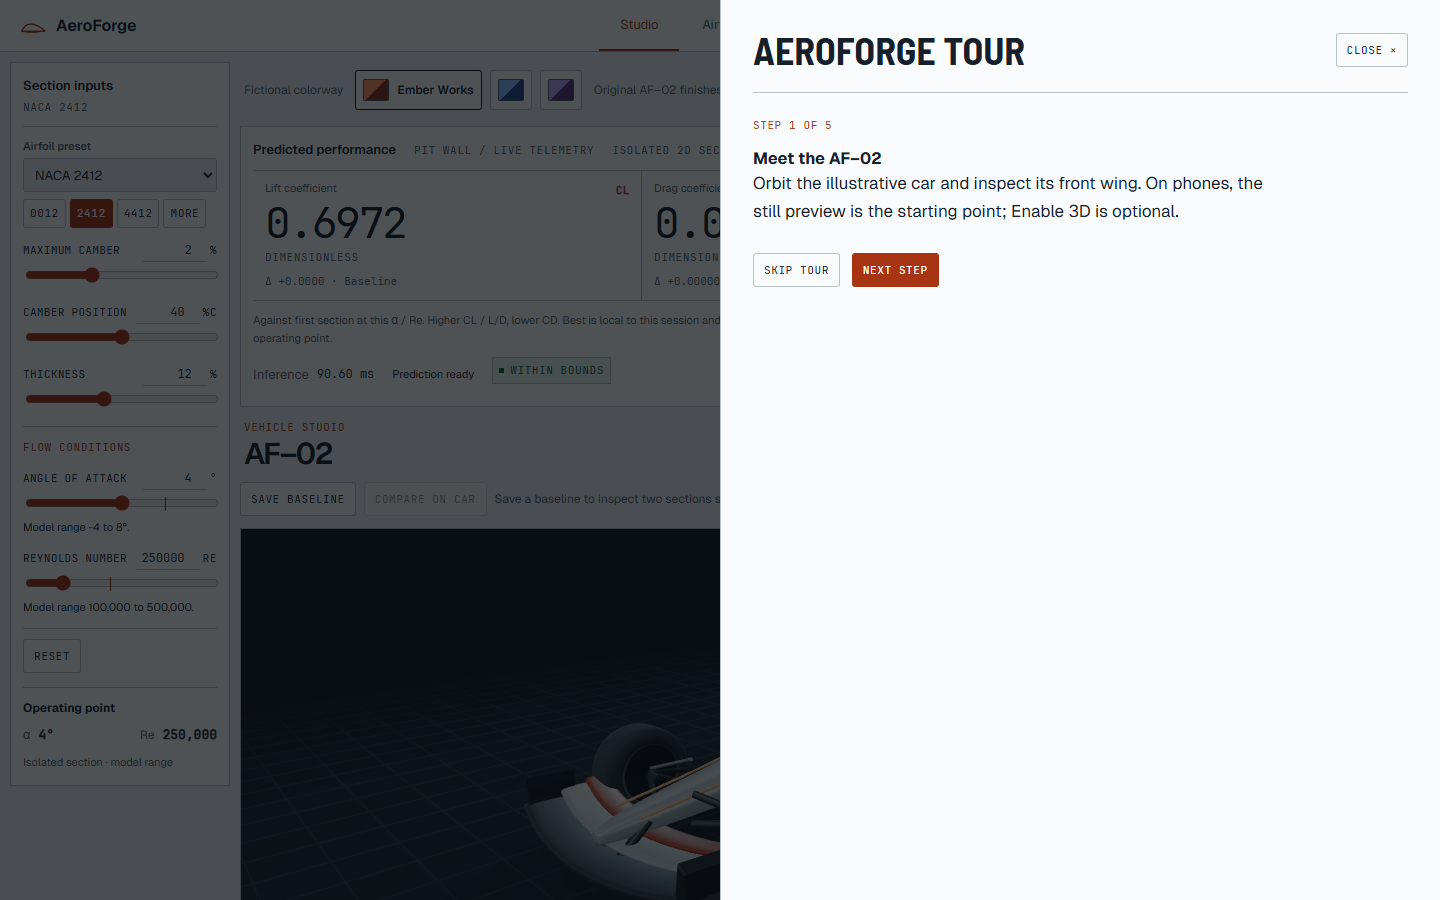 AeroForge
Studio
Air
Section inputs
NACA 2412
Airfoil preset
NACA 2412
0012 2412 4412 MORE
MAXIMUM CAMBER 2 %
CAMBER POSITION 40 %C
THICKNESS 12 %
FLOW CONDITIONS
ANGLE OF ATTACK 4 °
Model range -4 to 8°.
REYNOLDS NUMBER 250000 RE
Model range 100,000 to 500,000.
RESET
Operating point
α 4° Re 250,000
Isolated section · model range
Fictional colorway Ember Works Original AF–02 finishes
Predicted performance PIT WALL / LIVE TELEMETRY ISOLATED 2D SEC
Lift coefficient CL
0.6972
DIMENSIONLESS
Δ +0.0000 · Baseline
Drag coefficie
0.0
DIMENSION
Δ +0.00000
Against first section at this α / Re. Higher CL / L/D, lower CD. Best is local to this session and
operating point.
Inference 90.60 ms Prediction ready WITHIN BOUNDS
VEHICLE STUDIO
AF–02
SAVE BASELINE COMPARE ON CAR Save a baseline to inspect two sections s
AEROFORGE TOUR
CLOSE ×
STEP 1 OF 5
Meet the AF–02
Orbit the illustrative car and inspect its front wing. On phones, the
still preview is the starting point; Enable 3D is optional.
SKIP TOUR NEXT STEP